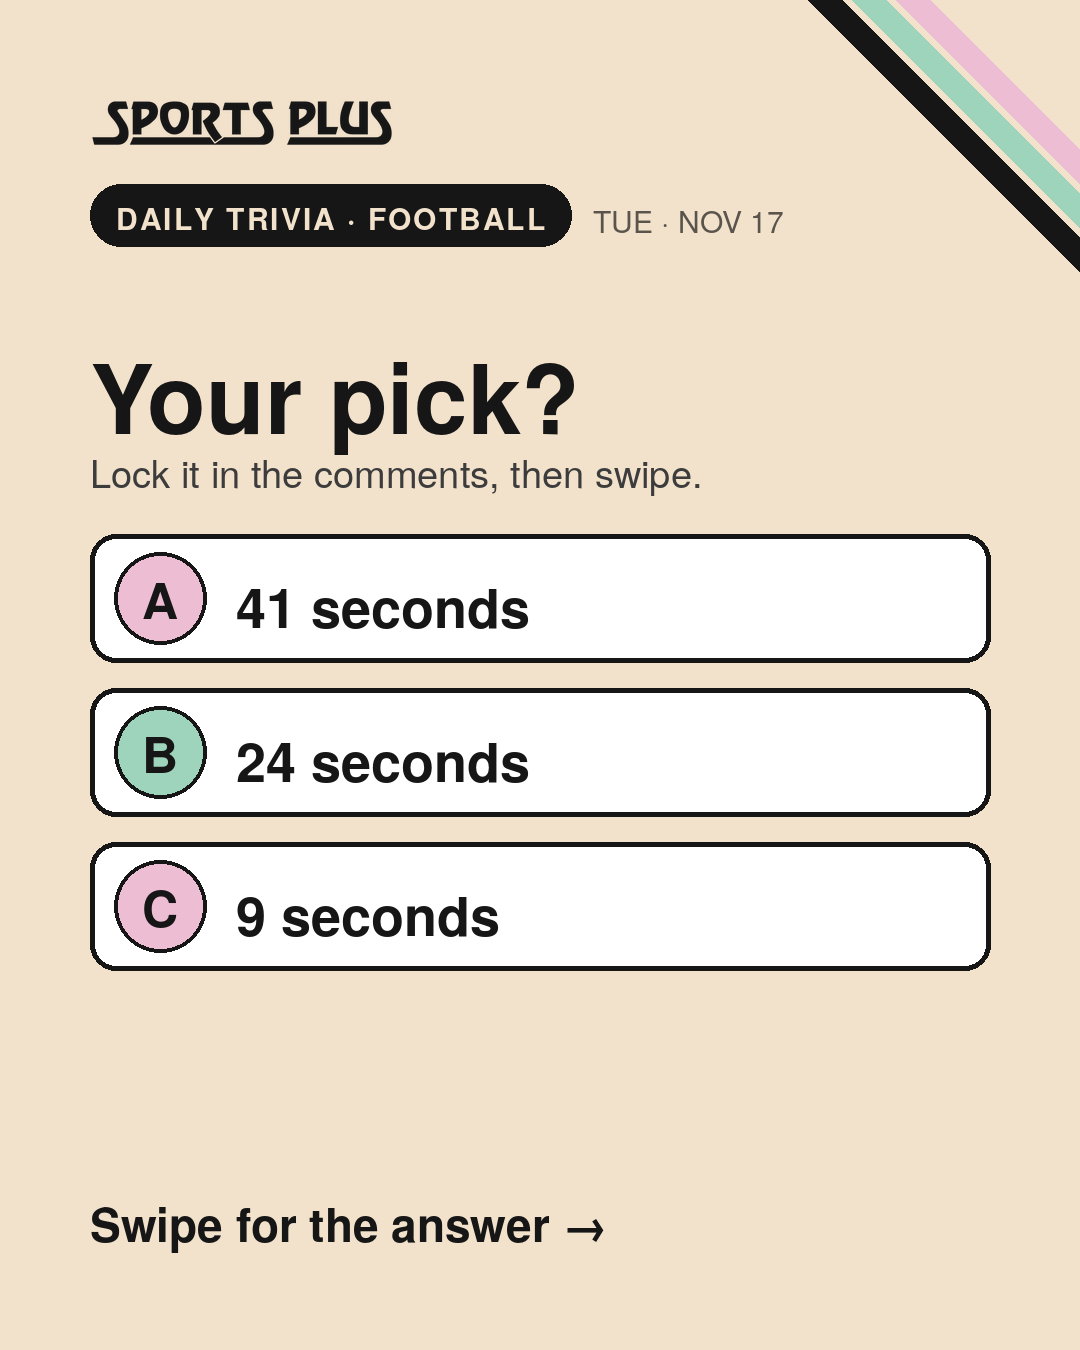 SPORTS PLUS
DAILY TRIVIA · FOOTBALL TUE · NOV 17
Your pick?
Lock it in the comments, then swipe.
A 41 seconds
B 24 seconds
C 9 seconds
Swipe for the answer →